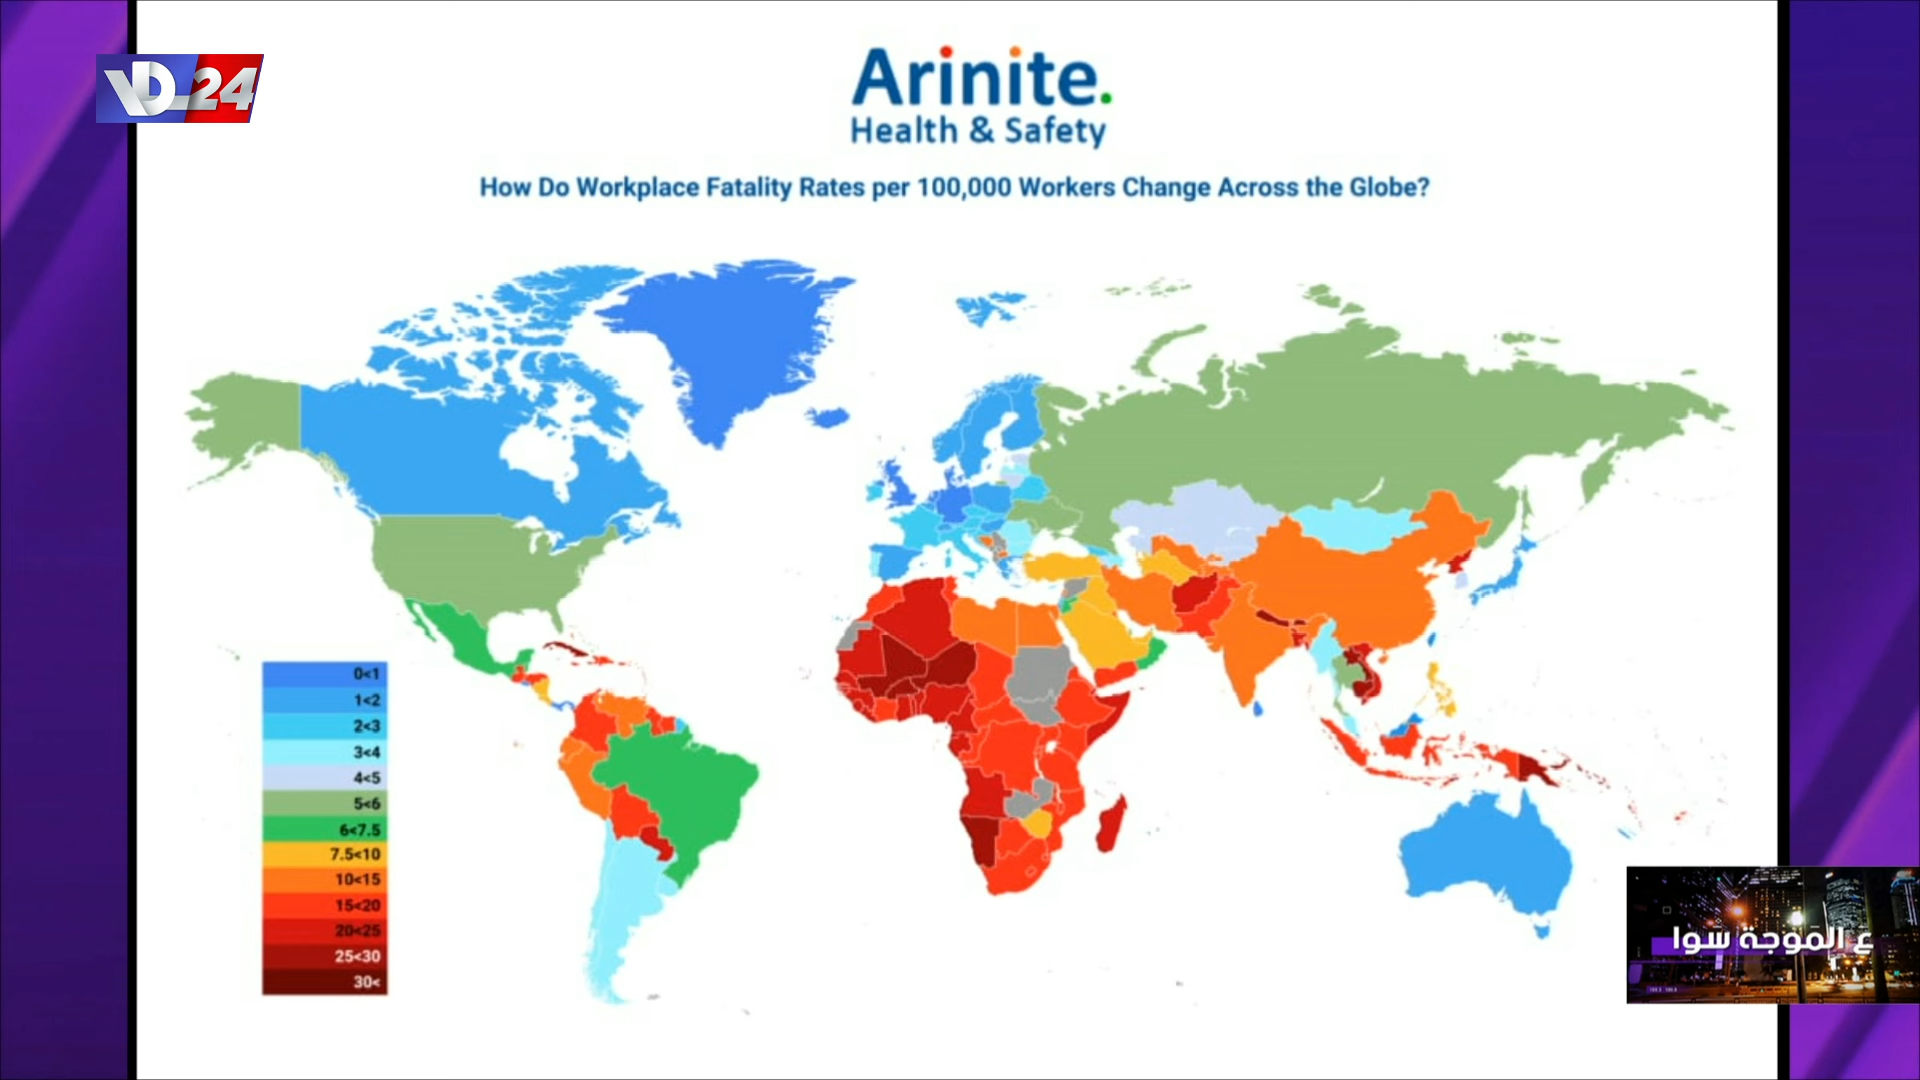 VD 24
Arinite.
Health & Safety
How Do Workplace Fatality Rates per 100,000 Workers Change Across the Globe?
0<1
1<2
2<3
3<4
4<5
5<6
6<7.5
7.5<10
10<15
15<20
20<25
25<30
30<
ع الموجة سوا